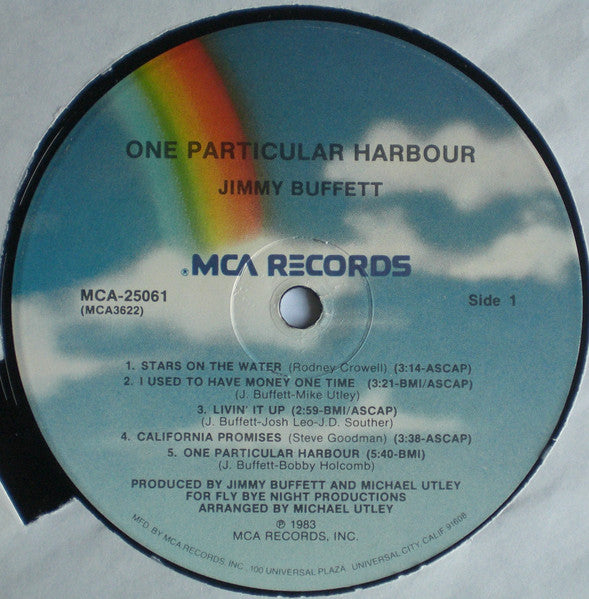 ONE PARTICULAR HARBOUR
JIMMY BUFFETT
®MCA RECORDS
MCA-25061
(MCA3622)
Side 1
1. STARS ON THE WATER (Rodney Crowell) (3:14-ASCAP)
2. I USED TO HAVE MONEY ONE TIME (3:21-BMI/ASCAP)
(J. Buffett-Mike Utley)
3. LIVIN' IT UP (2:59-BMI/ASCAP)
(J. Buffett-Josh Leo-J.D. Souther)
4. CALIFORNIA PROMISES (Steve Goodman) (3:38-ASCAP)
5. ONE PARTICULAR HARBOUR (5:40-BMI)
(J. Buffett-Bobby Holcomb)
PRODUCED BY JIMMY BUFFETT AND MICHAEL UTLEY
FOR FLY BYE NIGHT PRODUCTIONS
ARRANGED BY MICHAEL UTLEY
℗ 1983
MCA RECORDS, INC.
MFD BY MCA RECORDS, INC., 100 UNIVERSAL PLAZA UNIVERSAL CITY, CALIF. 91608